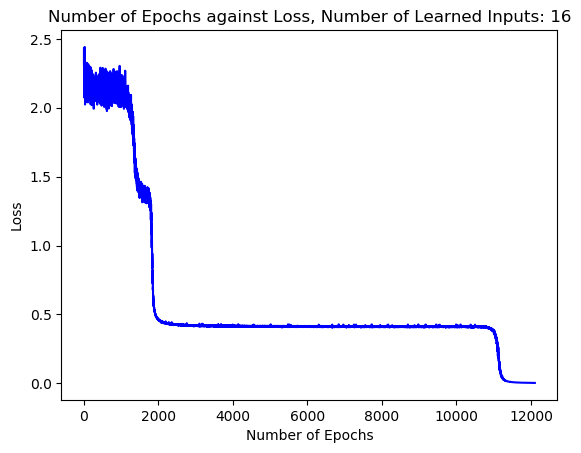 Number of Epochs against Loss, Number of Learned Inputs: 16
2.5
2.0
1.5
1.0
0.5
0.0
Loss
0 2000 4000 6000 8000 10000 12000
Number of Epochs